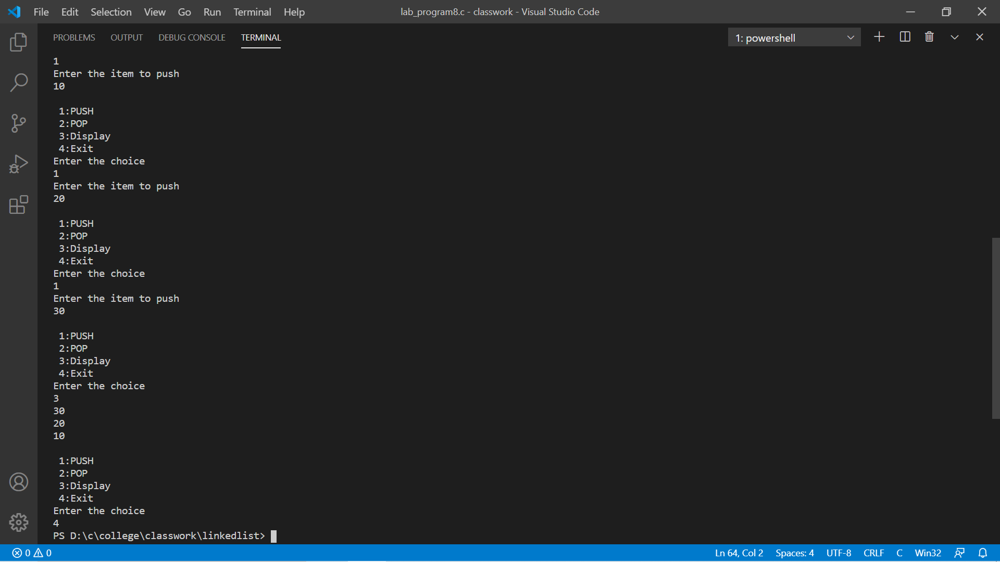 File Edit Selection View Go Run Terminal Help lab_program8.c - classwork - Visual Studio Code
PROBLEMS OUTPUT DEBUG CONSOLE TERMINAL 1: powershell
1
Enter the item to push
10
1:PUSH
2:POP
3:Display
4:Exit
Enter the choice
1
Enter the item to push
20
1:PUSH
2:POP
3:Display
4:Exit
Enter the choice
1
Enter the item to push
30
1:PUSH
2:POP
3:Display
4:Exit
Enter the choice
3
30
20
10
1:PUSH
2:POP
3:Display
4:Exit
Enter the choice
4
PS D:\c\college\classwork\linkedlist>
0 0 Ln 64, Col 2 Spaces: 4 UTF-8 CRLF C Win32